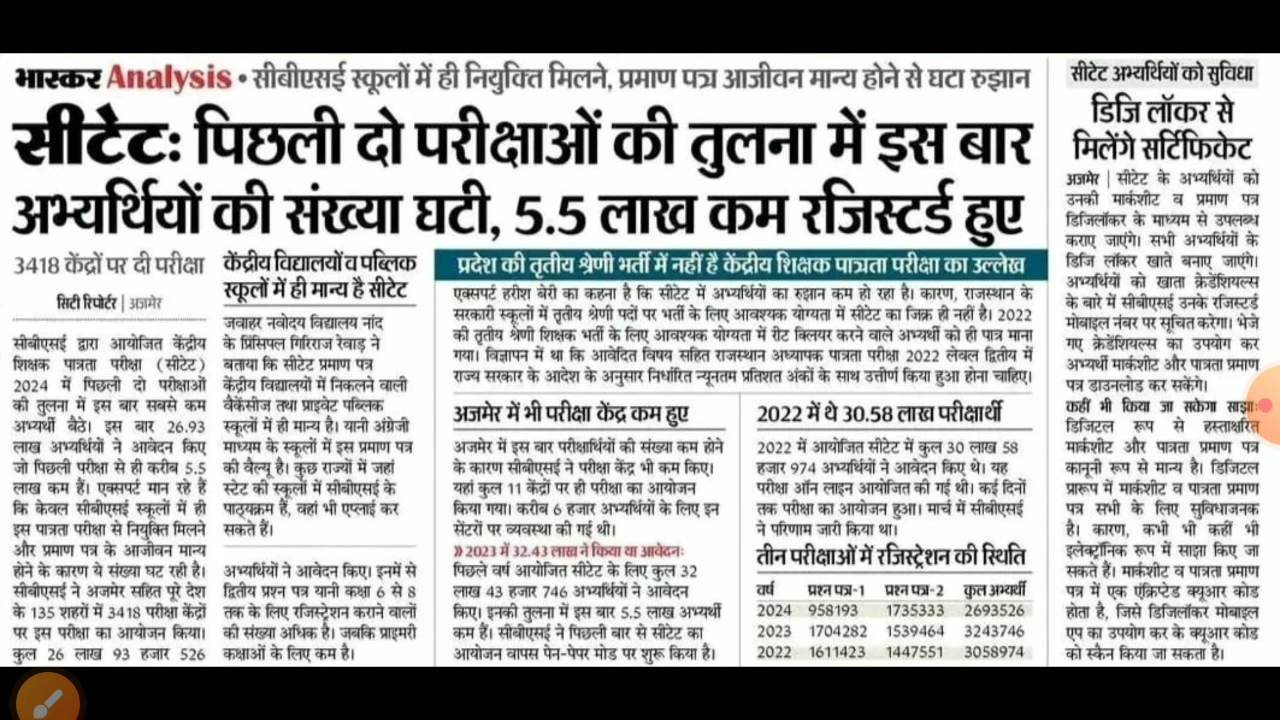 भास्कर Analysis • सीबीएसई स्कूलों में ही नियुक्ति मिलने, प्रमाण पत्र आजीवन मान्य होने से घटा रुझान
सीटेट: पिछली दो परीक्षाओं की तुलना में इस बार
अभ्यर्थियों की संख्या घटी, 5.5 लाख कम रजिस्टर्ड हुए
3418 केंद्रों पर दी परीक्षा
सिटी रिपोर्टर | अजमेर
सीबीएसई द्वारा आयोजित केंद्रीय
शिक्षक पात्रता परीक्षा (सीटेट)
2024 में पिछली दो परीक्षाओं
की तुलना में इस बार सबसे कम
अभ्यर्थी बैठे। इस बार 26.93
लाख अभ्यर्थियों ने आवेदन किए
जो पिछली परीक्षा से ही करीब 5.5
लाख कम हैं। एक्सपर्ट मान रहे हैं
कि केवल सीबीएसई स्कूलों में ही
इस पात्रता परीक्षा से नियुक्ति मिलने
और प्रमाण पत्र के आजीवन मान्य
होने के कारण ये संख्या घट रही है।
सीबीएसई ने अजमेर सहित पूरे देश
के 135 शहरों में 3418 परीक्षा केंद्रों
पर इस परीक्षा का आयोजन किया।
कुल 26 लाख 93 हजार 526
केंद्रीय विद्यालयों व पब्लिक
स्कूलों में ही मान्य है सीटेट
जवाहर नवोदय विद्यालय नांद
के प्रिंसिपल गिरिराज रेवाड़ ने
बताया कि सीटेट प्रमाण पत्र
केंद्रीय विद्यालयों में निकलने वाली
वैकेंसीज तथा प्राइवेट पब्लिक
स्कूलों में ही मान्य है। यानी अंग्रेजी
माध्यम के स्कूलों में इस प्रमाण पत्र
की वैल्यू है। कुछ राज्यों में जहां
स्टेट की स्कूलों में सीबीएसई के
पाठ्यक्रम हैं, वहां भी एप्लाई कर
सकते हैं।
अभ्यर्थियों ने आवेदन किए। इनमें से
द्वितीय प्रश्न पत्र यानी कक्षा 6 से 8
तक के लिए रजिस्ट्रेशन कराने वालों
की संख्या अधिक है। जबकि प्राइमरी
कक्षाओं के लिए कम है।
प्रदेश की तृतीय श्रेणी भर्ती में नहीं है केंद्रीय शिक्षक पात्रता परीक्षा का उल्लेख
एक्सपर्ट हरीश बेरी का कहना है कि सीटेट में अभ्यर्थियों का रुझान कम हो रहा है। कारण, राजस्थान के
सरकारी स्कूलों में तृतीय श्रेणी पदों पर भर्ती के लिए आवश्यक योग्यता में सीटेट का जिक्र ही नहीं है। 2022
की तृतीय श्रेणी शिक्षक भर्ती के लिए आवश्यक योग्यता में रीट क्लियर करने वाले अभ्यर्थी को ही पात्र माना
गया। विज्ञापन में था कि आवेदित विषय सहित राजस्थान अध्यापक पात्रता परीक्षा 2022 लेवल द्वितीय में
राज्य सरकार के आदेश के अनुसार निर्धारित न्यूनतम प्रतिशत अंकों के साथ उत्तीर्ण किया हुआ होना चाहिए।
अजमेर में भी परीक्षा केंद्र कम हुए
अजमेर में इस बार परीक्षार्थियों की संख्या कम होने
के कारण सीबीएसई ने परीक्षा केंद्र भी कम किए।
यहां कुल 11 केंद्रों पर ही परीक्षा का आयोजन
किया गया। करीब 6 हजार अभ्यर्थियों के लिए इन
सेंटरों पर व्यवस्था की गई थी।
» 2023 में 32.43 लाख ने किया था आवेदन:
पिछले वर्ष आयोजित सीटेट के लिए कुल 32
लाख 43 हजार 746 अभ्यर्थियों ने आवेदन
किए। इनकी तुलना में इस बार 5.5 लाख अभ्यर्थी
कम हैं। सीबीएसई ने पिछली बार से सीटेट का
आयोजन वापस पेन-पेपर मोड पर शुरू किया है।
2022 में थे 30.58 लाख परीक्षार्थी
2022 में आयोजित सीटेट में कुल 30 लाख 58
हजार 974 अभ्यर्थियों ने आवेदन किए थे। यह
परीक्षा ऑन लाइन आयोजित की गई थी। कई दिनों
तक परीक्षा का आयोजन हुआ। मार्च में सीबीएसई
ने परिणाम जारी किया था।
तीन परीक्षाओं में रजिस्ट्रेशन की स्थिति
वर्ष प्रश्न पत्र-1 प्रश्न पत्र-2 कुल अभ्यर्थी
2024 958193 1735333 2693526
2023 1704282 1539464 3243746
2022 1611423 1447551 3058974
सीटेट अभ्यर्थियों को सुविधा
डिजि लॉकर से
मिलेंगे सर्टिफिकेट
अजमेर | सीटेट के अभ्यर्थियों को
उनकी मार्कशीट व प्रमाण पत्र
डिजिलॉकर के माध्यम से उपलब्ध
कराए जाएंगे। सभी अभ्यर्थियों के
डिजि लॉकर खाते बनाए जाएंगे।
अभ्यर्थियों को खाता क्रेडेंशियल्स
के बारे में सीबीएसई उनके रजिस्टर्ड
मोबाइल नंबर पर सूचित करेगा। भेजे
गए क्रेडेंशियल्स का उपयोग कर
अभ्यर्थी मार्कशीट और पात्रता प्रमाण
पत्र डाउनलोड कर सकेंगे।
कहीं भी किया जा सकेगा साझा:
डिजिटल रूप से हस्ताक्षरित
मार्कशीट और पात्रता प्रमाण पत्र
कानूनी रूप से मान्य है। डिजिटल
प्रारूप में मार्कशीट व पात्रता प्रमाण
पत्र सभी के लिए सुविधाजनक
है। कारण, कभी भी कहीं भी
इलेक्ट्रॉनिक रूप में साझा किए जा
सकते हैं। मार्कशीट व पात्रता प्रमाण
पत्र में एक एंक्रिप्टेड क्यूआर कोड
होता है, जिसे डिजिलॉकर मोबाइल
एप का उपयोग कर के क्यूआर कोड
को स्कैन किया जा सकता है।